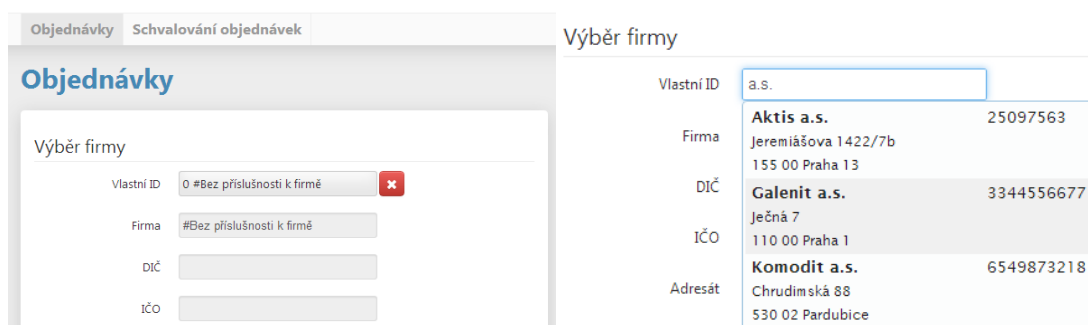 Objednávky Schvalování objednávek
Objednávky
Výběr firmy
Vlastní ID 0 #Bez příslušnosti k firmě
Firma #Bez příslušnosti k firmě
DIČ
IČO
Výběr firmy
Vlastní ID a.s.
Firma
DIČ
IČO
Adresát
Aktis a.s. 25097563
Jeremiášova 1422/7b
155 00 Praha 13
Galenit a.s. 3344556677
Ječná 7
110 00 Praha 1
Komodit a.s. 6549873218
Chrudimská 88
530 02 Pardubice